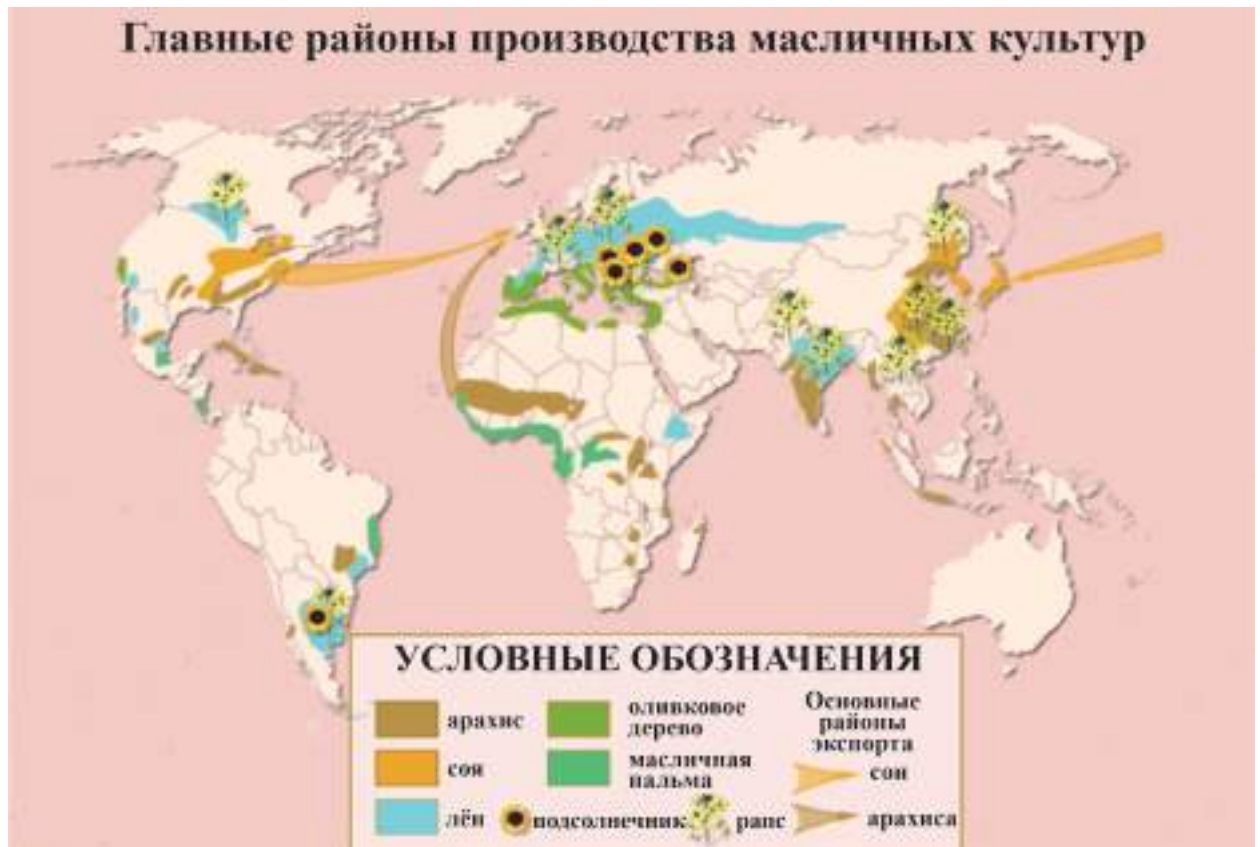 Главные районы производства масличных культур
УСЛОВНЫЕ ОБОЗНАЧЕНИЯ
арахис
соя
лён
оливковое
дерево
масличная
пальма
подсолнечник
рапс
Основные
районы
экспорта
сои
арахиса